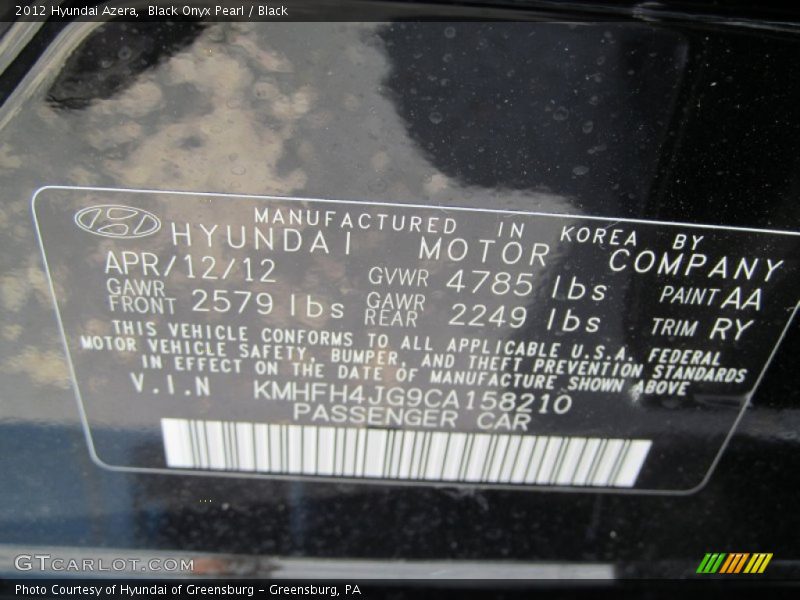 2012 Hyundai Azera, Black Onyx Pearl / Black
MANUFACTURED IN KOREA BY
HYUNDAI MOTOR COMPANY
APR/12/12 GVWR 4785 lbs PAINT AA
GAWR FRONT 2579 lbs GAWR REAR 2249 lbs TRIM RY
THIS VEHICLE CONFORMS TO ALL APPLICABLE U.S.A. FEDERAL
MOTOR VEHICLE SAFETY, BUMPER, AND THEFT PREVENTION STANDARDS
IN EFFECT ON THE DATE OF MANUFACTURE SHOWN ABOVE
V.I.N KMHFH4JG9CA158210
PASSENGER CAR
GTCARLOT.COM
Photo Courtesy of Hyundai of Greensburg – Greensburg, PA